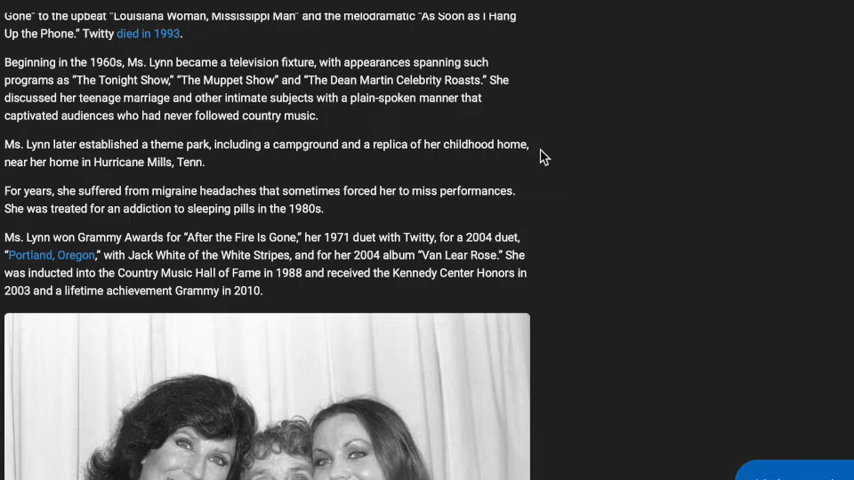 Gone” to the upbeat “Louisiana Woman, Mississippi Man” and the melodramatic “As Soon as I Hang
Up the Phone.” Twitty died in 1993.
Beginning in the 1960s, Ms. Lynn became a television fixture, with appearances spanning such
programs as “The Tonight Show,” “The Muppet Show” and “The Dean Martin Celebrity Roasts.” She
discussed her teenage marriage and other intimate subjects with a plain-spoken manner that
captivated audiences who had never followed country music.
Ms. Lynn later established a theme park, including a campground and a replica of her childhood home,
near her home in Hurricane Mills, Tenn.
For years, she suffered from migraine headaches that sometimes forced her to miss performances.
She was treated for an addiction to sleeping pills in the 1980s.
Ms. Lynn won Grammy Awards for “After the Fire Is Gone,” her 1971 duet with Twitty, for a 2004 duet,
“Portland, Oregon,” with Jack White of the White Stripes, and for her 2004 album “Van Lear Rose.” She
was inducted into the Country Music Hall of Fame in 1988 and received the Kennedy Center Honors in
2003 and a lifetime achievement Grammy in 2010.